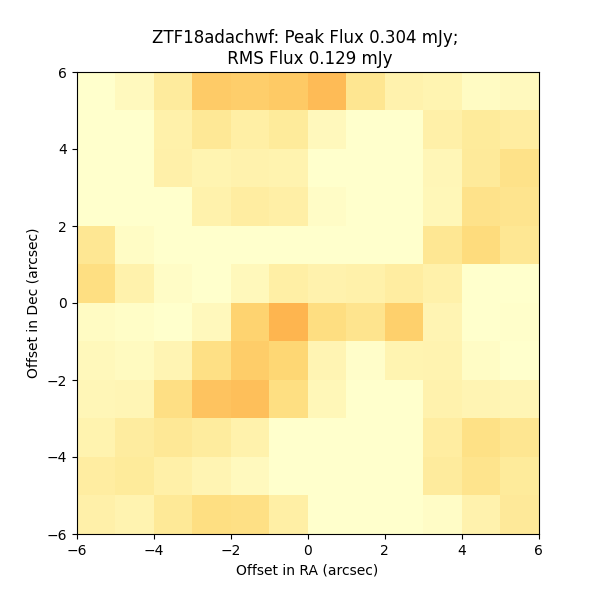 ZTF18adachwf: Peak Flux 0.304 mJy;
RMS Flux 0.129 mJy
6
4
2
0
−2
−4
−6
Offset in Dec (arcsec)
−6 −4 −2 0 2 4 6
Offset in RA (arcsec)